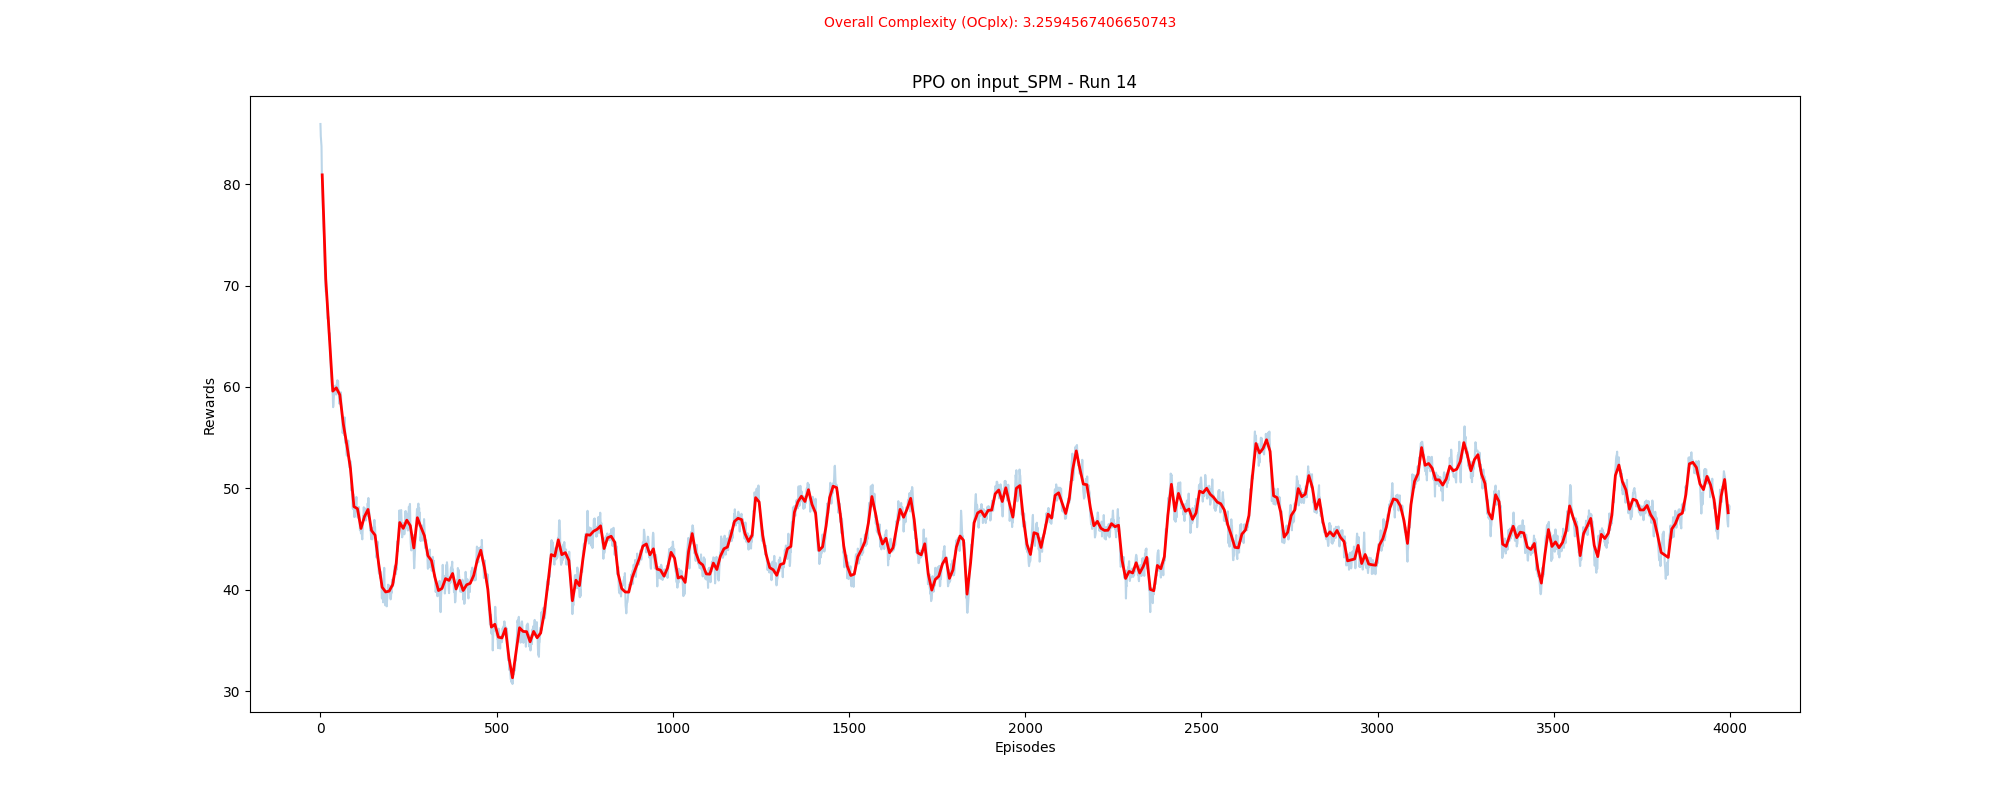 Overall Complexity (OCplx): 3.2594567406650743
PPO on input_SPM - Run 14
Rewards
80
70
60
50
40
30
0 500 1000 1500 2000 2500 3000 3500 4000
Episodes